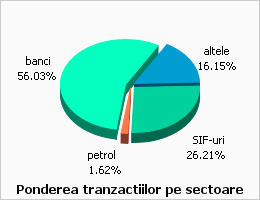 altele
16.15%
banci
56.03%
SIF-uri
26.21%
petrol
1.62%
Ponderea tranzactiilor pe sectoare